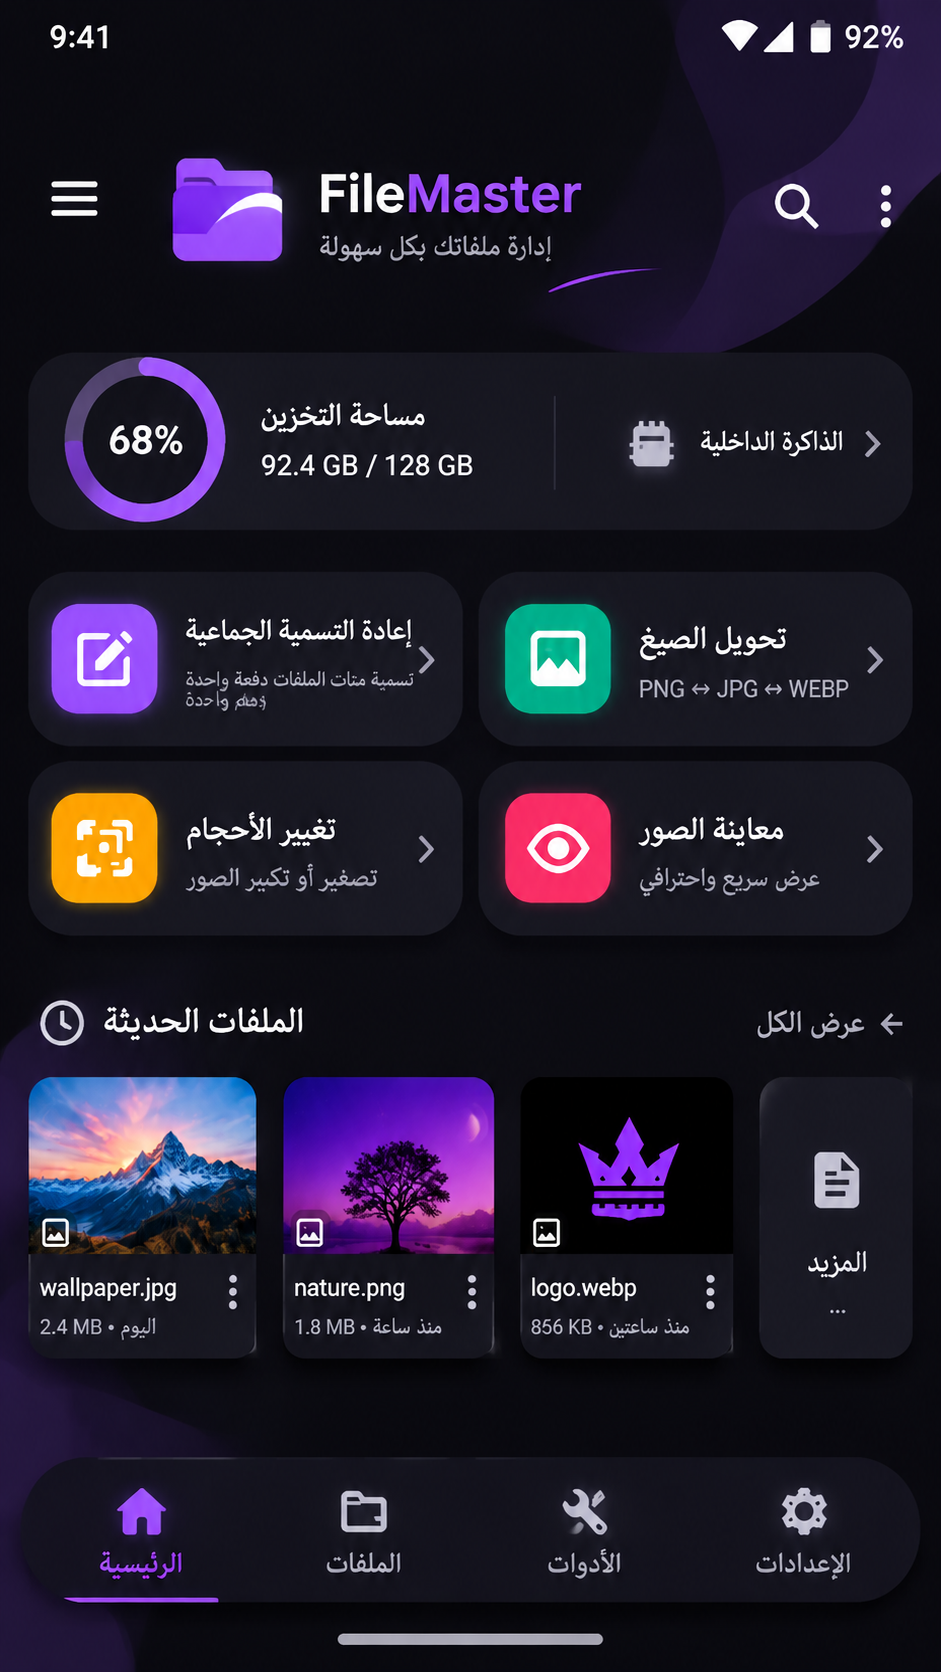 9:41
92%
FileMaster
إدارة ملفاتك بكل سهولة
68%
مساحة التخزين
92.4 GB / 128 GB
الذاكرة الداخلية
إعادة التسمية الجماعية
تسمية متات الملفات دفعة واحدة
واحدة
تحويل الصيغ
PNG ↔ JPG ↔ WEBP
تغيير الأحجام
تصغير أو تكبير الصور
معاينة الصور
عرض سريع واحترافي
الملفات الحديثة
عرض الكل ←
wallpaper.jpg
2.4 MB • اليوم
nature.png
1.8 MB • منذ ساعة
logo.webp
856 KB • منذ ساعتين
المزيد
...
الرئيسية
الملفات
الأدوات
الإعدادات